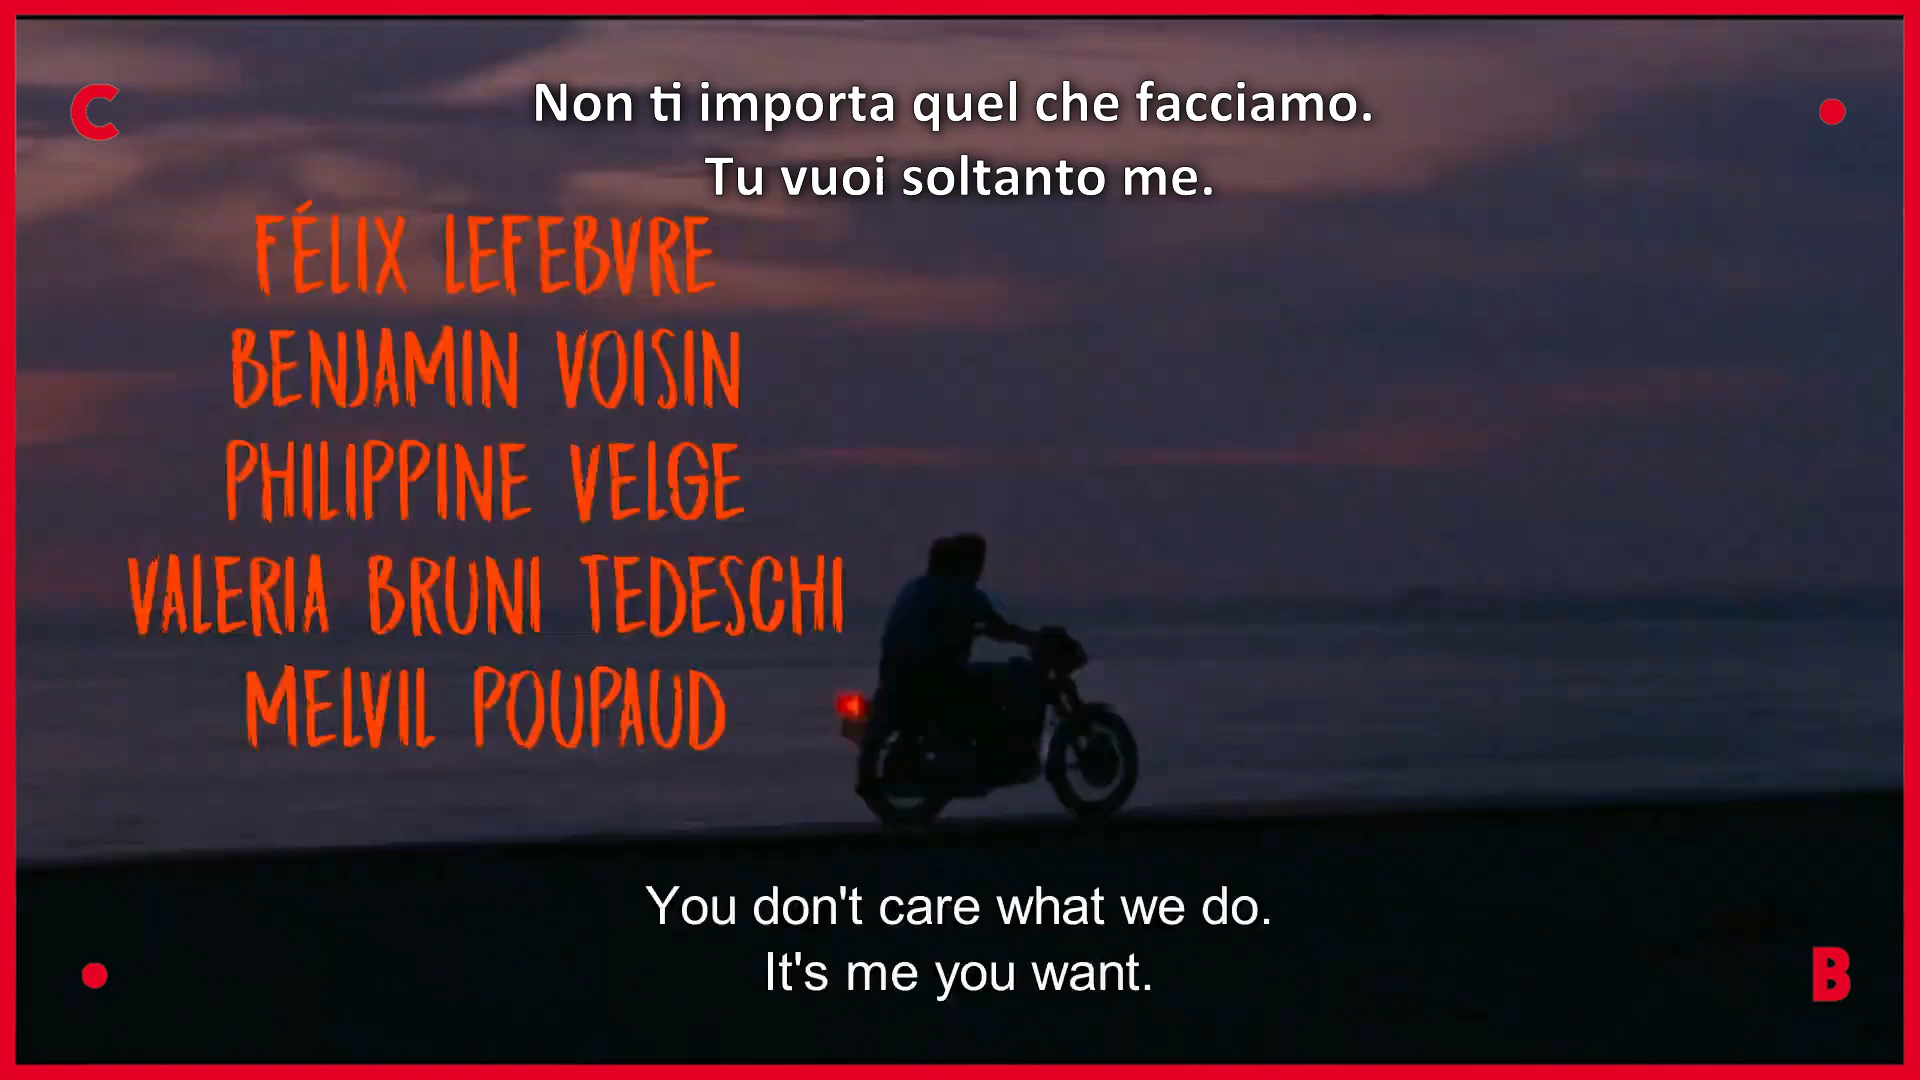 C
Non ti importa quel che facciamo.
Tu vuoi soltanto me.
FÉLIX LEFEBVRE
BENJAMIN VOISIN
PHILIPPINE VELGE
VALERIA BRUNI TEDESCHI
MELVIL POUPAUD
You don't care what we do.
It's me you want.
B